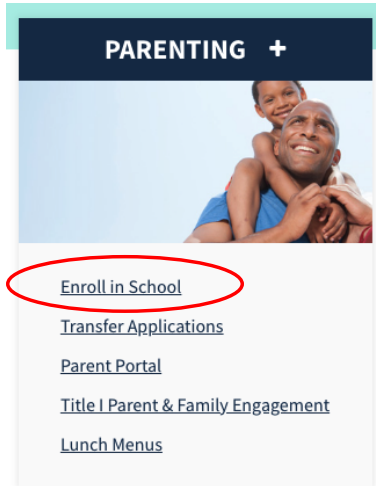 PARENTING +
Enroll in School
Transfer Applications
Parent Portal
Title I Parent & Family Engagement
Lunch Menus